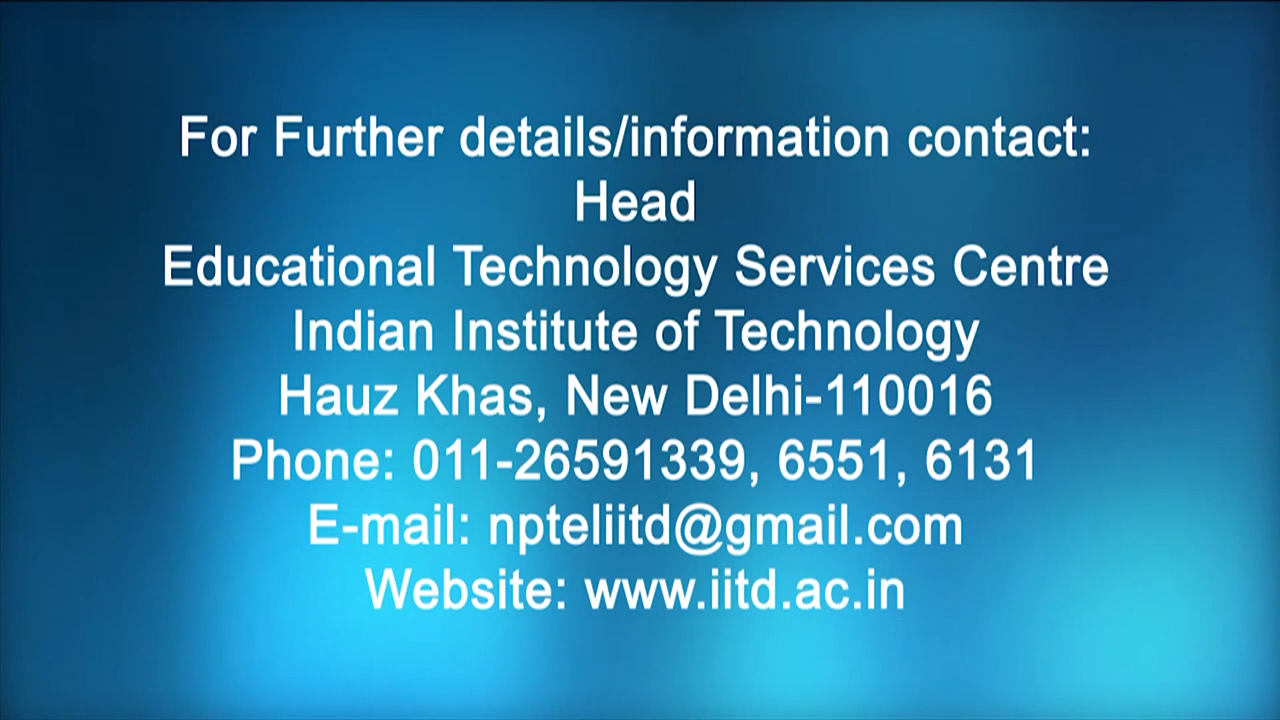 For Further details/information contact:
Head
Educational Technology Services Centre
Indian Institute of Technology
Hauz Khas, New Delhi-110016
Phone: 011-26591339, 6551, 6131
E-mail: npteliitd@gmail.com
Website: www.iitd.ac.in